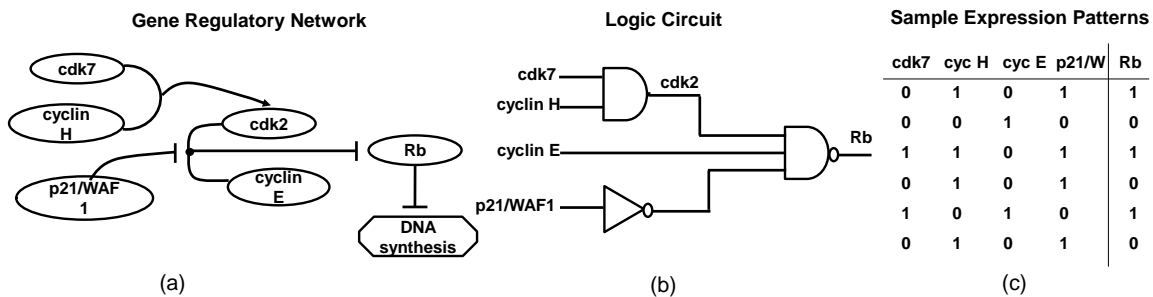 Gene Regulatory Network
cdk7
cyclin
H
cdk2
p21/WAF
1
cyclin
E
Rb
DNA
synthesis
(a)
Logic Circuit
cdk7
cyclin H
cdk2
cyclin E
p21/WAF1
Rb
(b)
Sample Expression Patterns
cdk7 cyc H cyc E p21/W Rb
0 1 0 1 1
0 0 1 0 0
1 1 0 1 1
0 1 0 1 0
1 0 1 0 1
0 1 0 1 0
(c)